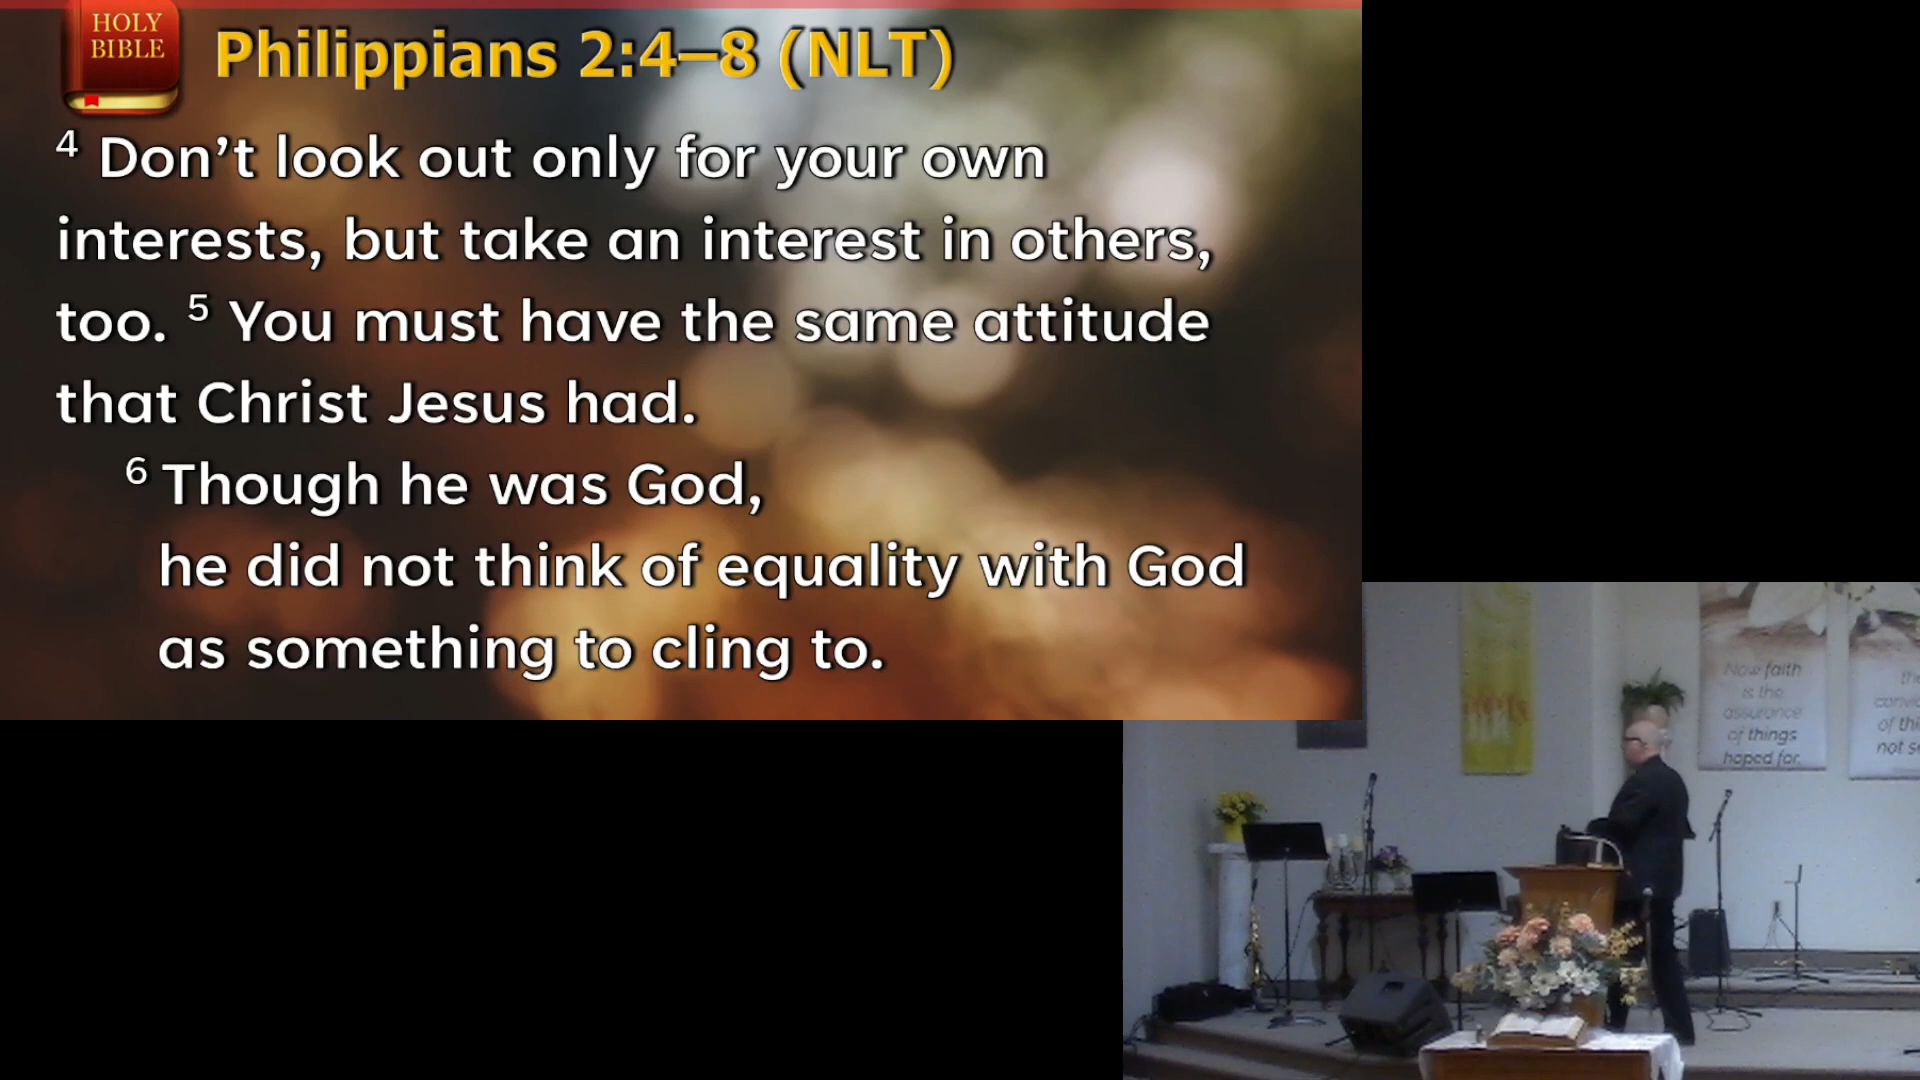 HOLY
BIBLE
Philippians 2:4–8 (NLT)
4 Don’t look out only for your own
interests, but take an interest in others,
too. 5 You must have the same attitude
that Christ Jesus had.
6 Though he was God,
he did not think of equality with God
as something to cling to.
Now faith
is the
assurance
of things
hoped for,
of
not